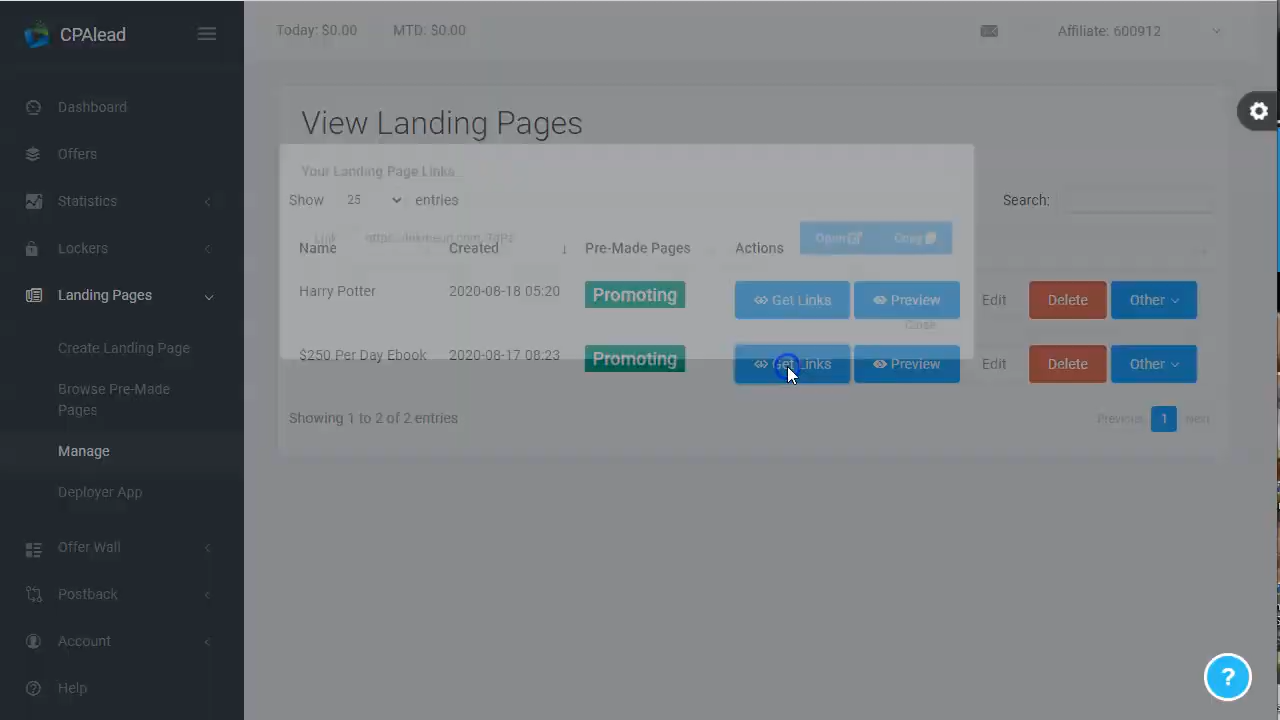 CPAlead
Today: $0.00 MTD: $0.00 Affiliate: 600912
Dashboard
Offers
Statistics
Lockers
Landing Pages
Create Landing Page
Browse Pre-Made
Pages
Manage
Deployer App
Offer Wall
Postback
Account
Help
View Landing Pages
Your Landing Page Links
Show 25 entries Search:
Link Open Copy
Name Created Pre-Made Pages Actions
Harry Potter 2020-08-18 05:20 Promoting Get Links Preview Edit Delete Other
Close
$250 Per Day Ebook 2020-08-17 08:23 Promoting Get Links Preview Edit Delete Other
Showing 1 to 2 of 2 entries Previous 1 Next
?